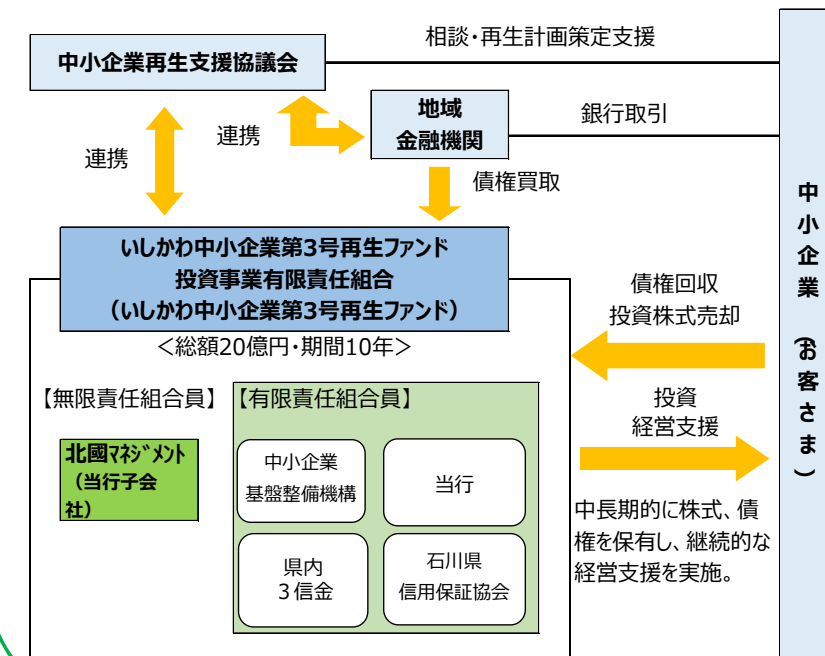 相談・再生計画策定支援
中小企業再生支援協議会
地域
金融機関
銀行取引
連携
連携
債権買取
いしかわ中小企業第3号再生ファンド
投資事業有限責任組合
（いしかわ中小企業第3号再生ファンド）
＜総額20億円・期間10年＞
債権回収
投資株式売却
【無限責任組合員】
【有限責任組合員】
北國ﾏﾈｼﾞﾒﾝﾄ
（当行子会
社）
中小企業
基盤整備機構
当行
県内
３信金
石川県
信用保証協会
投資
経営支援
中長期的に株式、債
権を保有し、継続的な
経営支援を実施。
中小企業（お客さま）